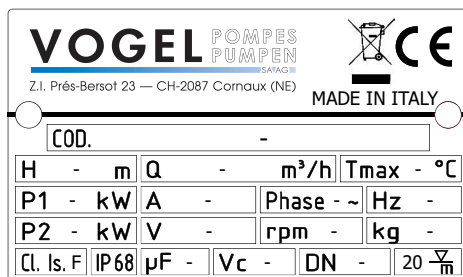 VOGEL POMPES
PUMPEN
SAVAG
Z.I. Prés-Bersot 23 — CH-2087 Cornaux (NE)
CE
MADE IN ITALY
COD. -
H - m Q - m³/h Tmax - °C
P1 - kW A - Phase - ~ Hz -
P2 - kW V - rpm - kg -
Cl. Is. F IP68 µF - Vc - DN - 20 ▽ m